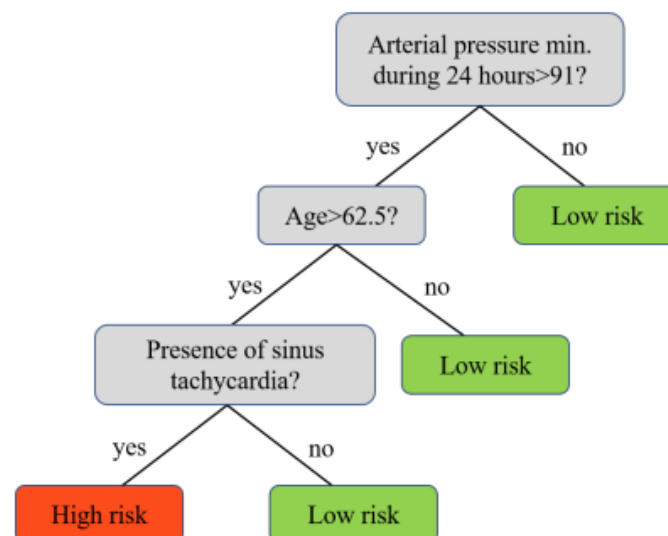 Arterial pressure min.
during 24 hours>91?
yes
no
Age>62.5?
Low risk
yes
no
Presence of sinus
tachycardia?
Low risk
yes
no
High risk
Low risk